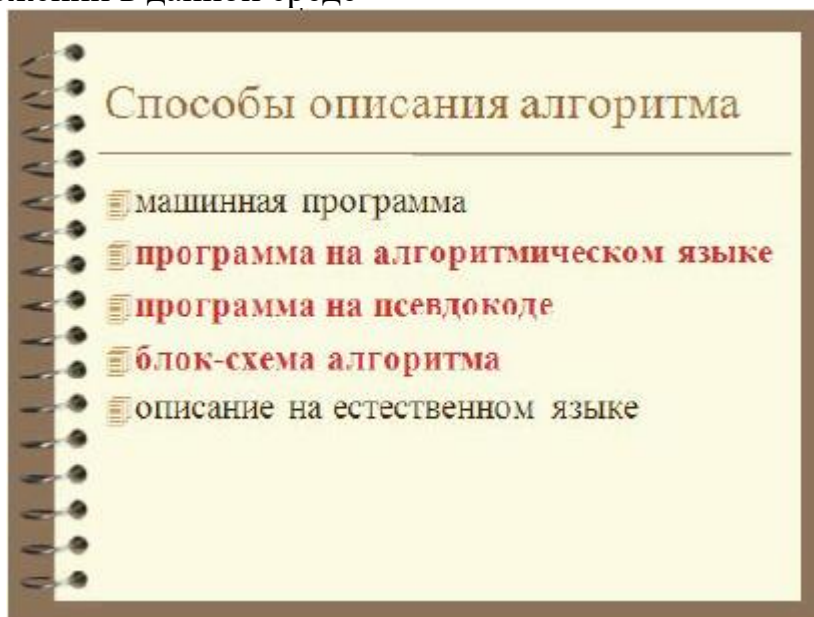 Способы описания алгоритма
машинная программа
программа на алгоритмическом языке
программа на псевдокоде
блок-схема алгоритма
описание на естественном языке